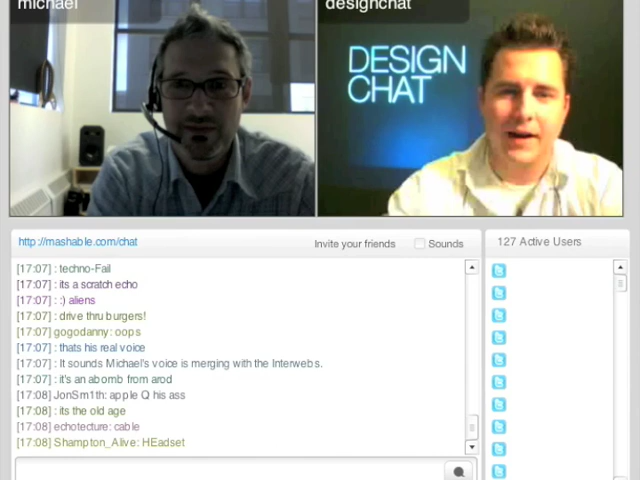 michael
designchat
DESIGN
CHAT
http://mashable.com/chat
Invite your friends
Sounds
127 Active Users
[17:07] : techno-Fail
[17:07] : its a scratch echo
[17:07] : :) aliens
[17:07] : drive thru burgers!
[17:07] gogodanny: oops
[17:07] : thats his real voice
[17:07] : It sounds Michael's voice is merging with the Interwebs.
[17:07] : it's an abomb from arod
[17:08] JonSm1th: apple Q his ass
[17:08] : its the old age
[17:08] echotecture: cable
[17:08] Shampton_Alive: HEadset